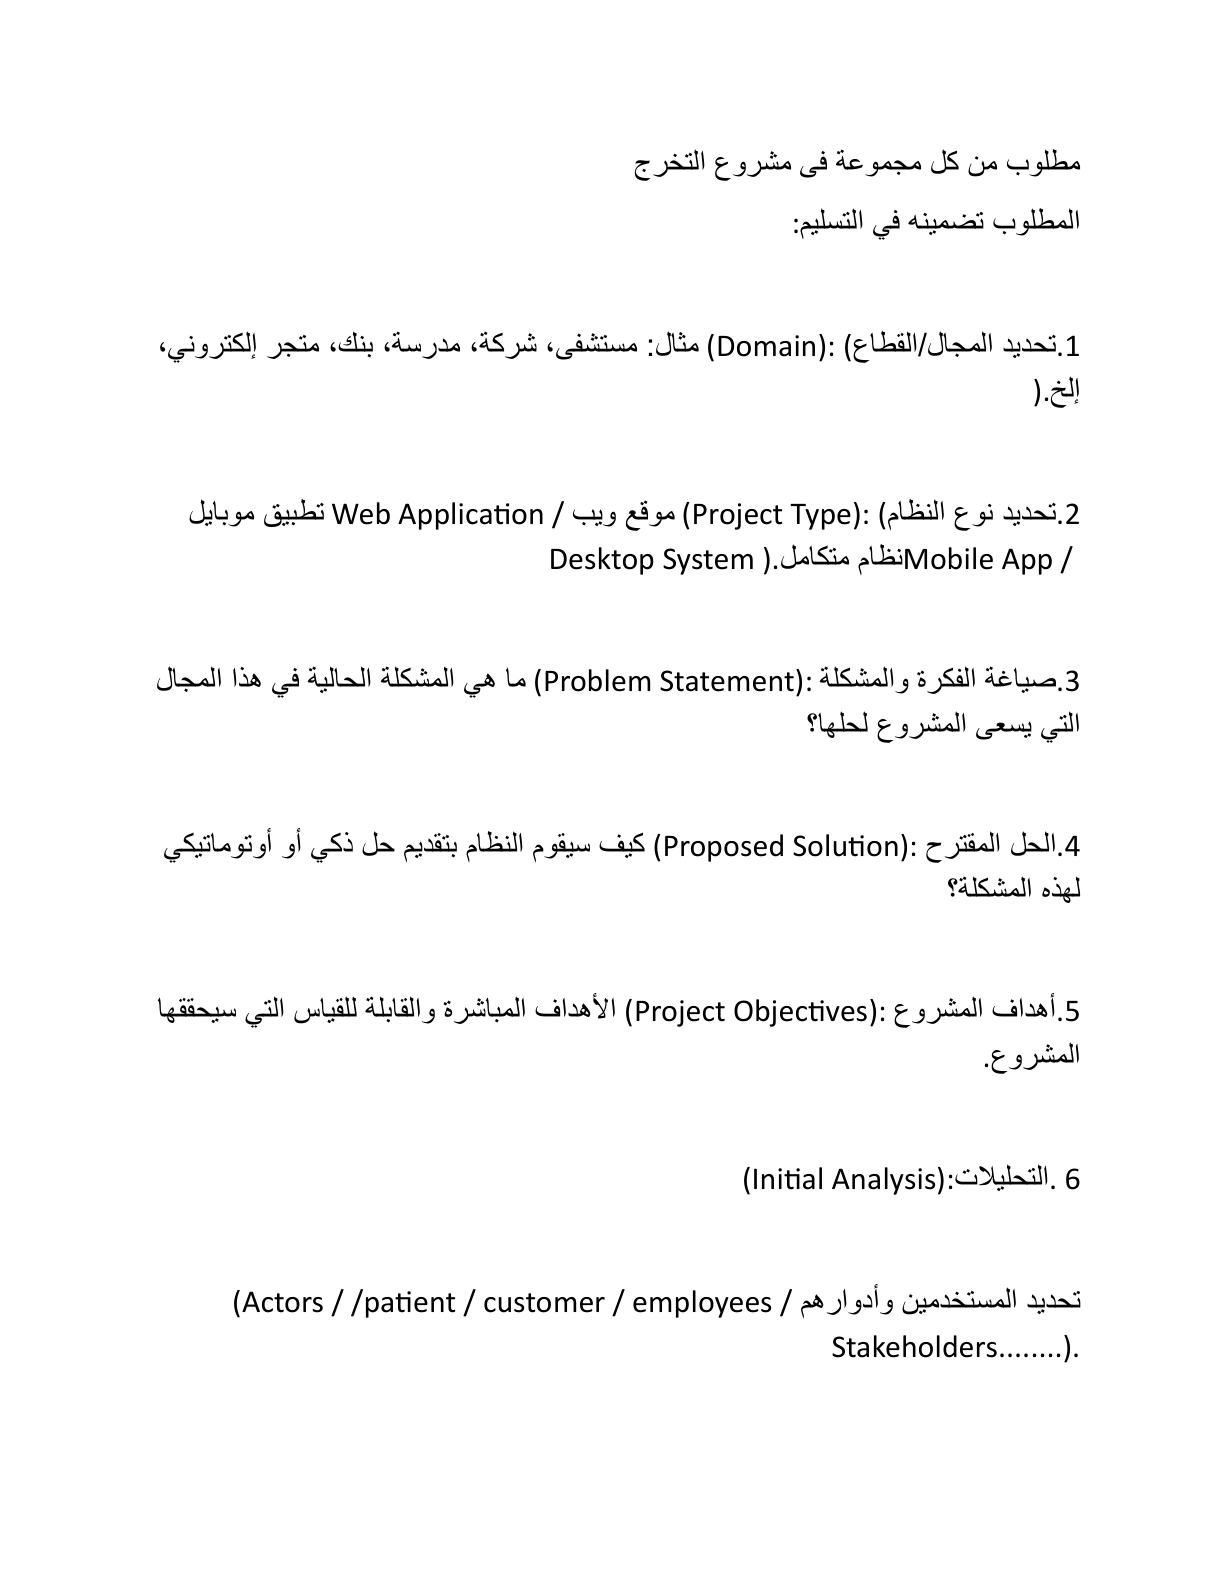 مطلوب من كل مجموعة فى مشروع التخرج
المطلوب تضمينه في التسليم:
1.تحديد المجال/القطاع) :(Domain) مثال: مستشفى، شركة، مدرسة، بنك، متجر إلكتروني،
إلخ.(
2.تحديد نوع النظام) :(Project Type) موقع ويب / Web Application تطبيق موبايل
Mobile App / نظام متكامل.( Desktop System
3.صياغة الفكرة والمشكلة :(Problem Statement) ما هي المشكلة الحالية في هذا المجال
التي يسعى المشروع لحلها؟
4.الحل المقترح :(Proposed Solution) كيف سيقوم النظام بتقديم حل ذكي أو أوتوماتيكي
لهذه المشكلة؟
5.أهداف المشروع :(Project Objectives) الأهداف المباشرة والقابلة للقياس التي سيحققها
المشروع.
6 .التحليلات:(Initial Analysis)
تحديد المستخدمين وأدوارهم (Actors / /patient / customer / employees /
Stakeholders........).